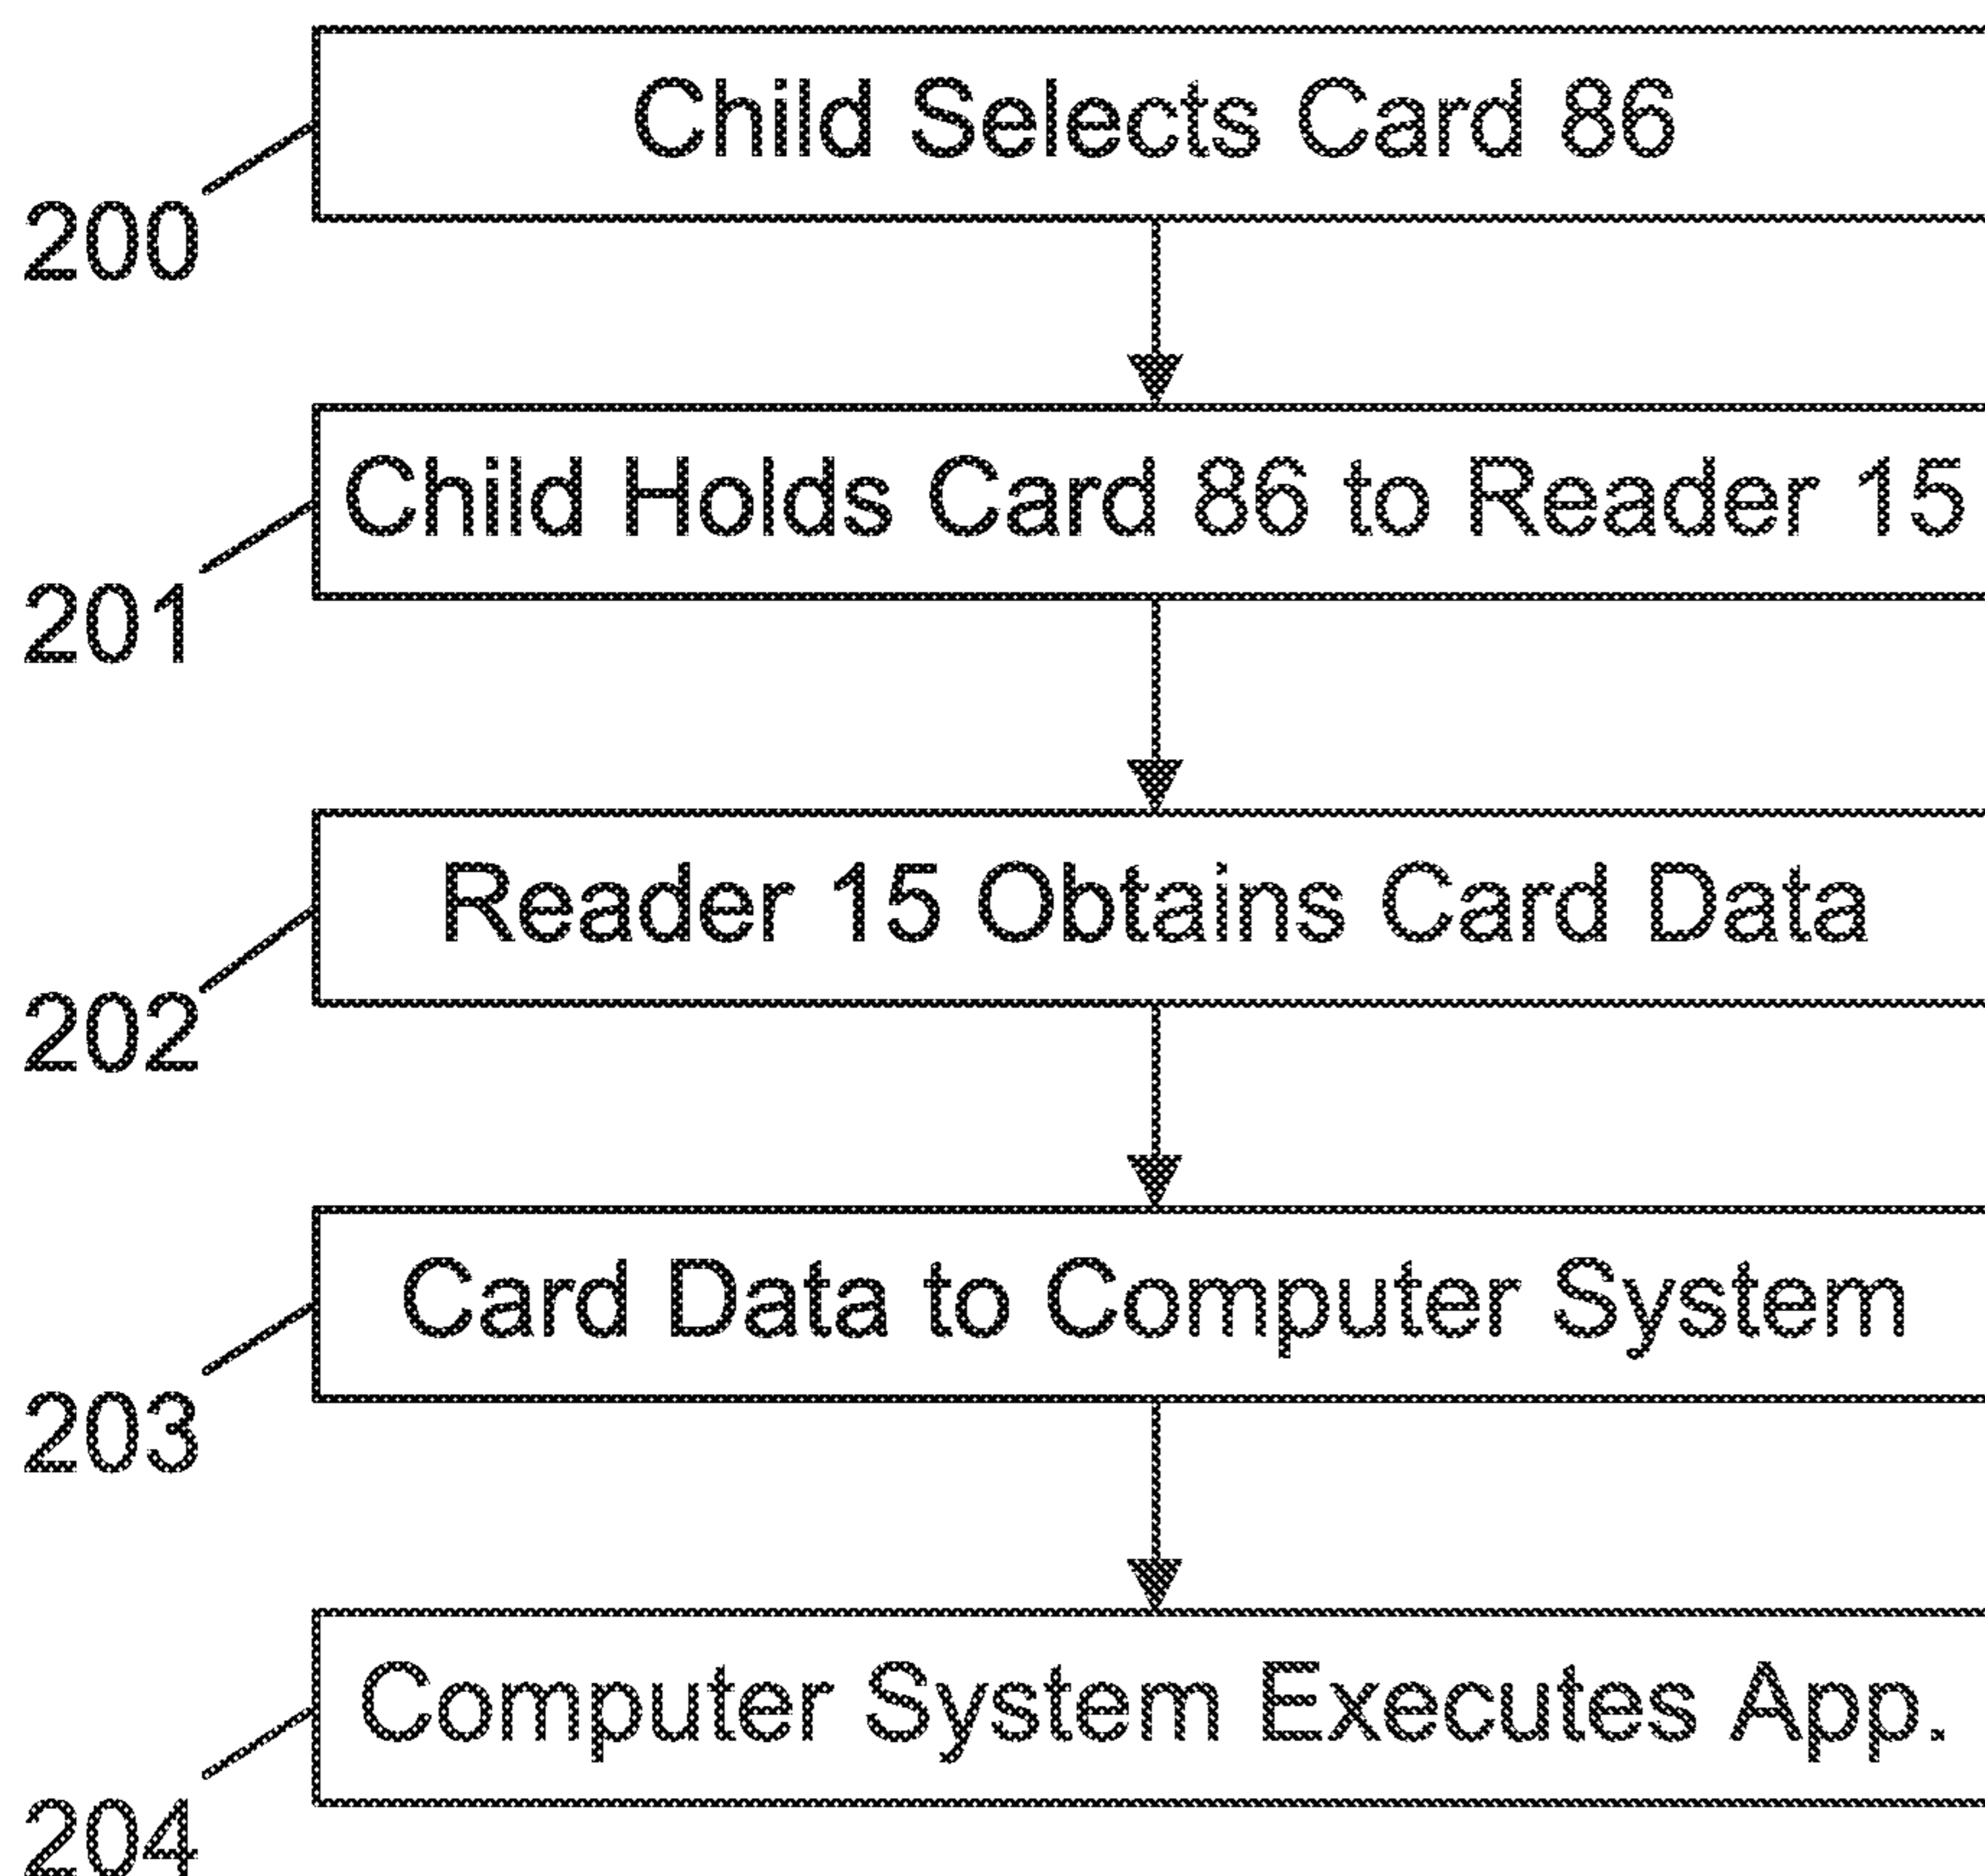 Child Selects Card 86
200
Child Holds Card 86 to Reader 15
201
Reader 15 Obtains Card Data
202
Card Data to Computer System
203
Computer System Executes App.
204